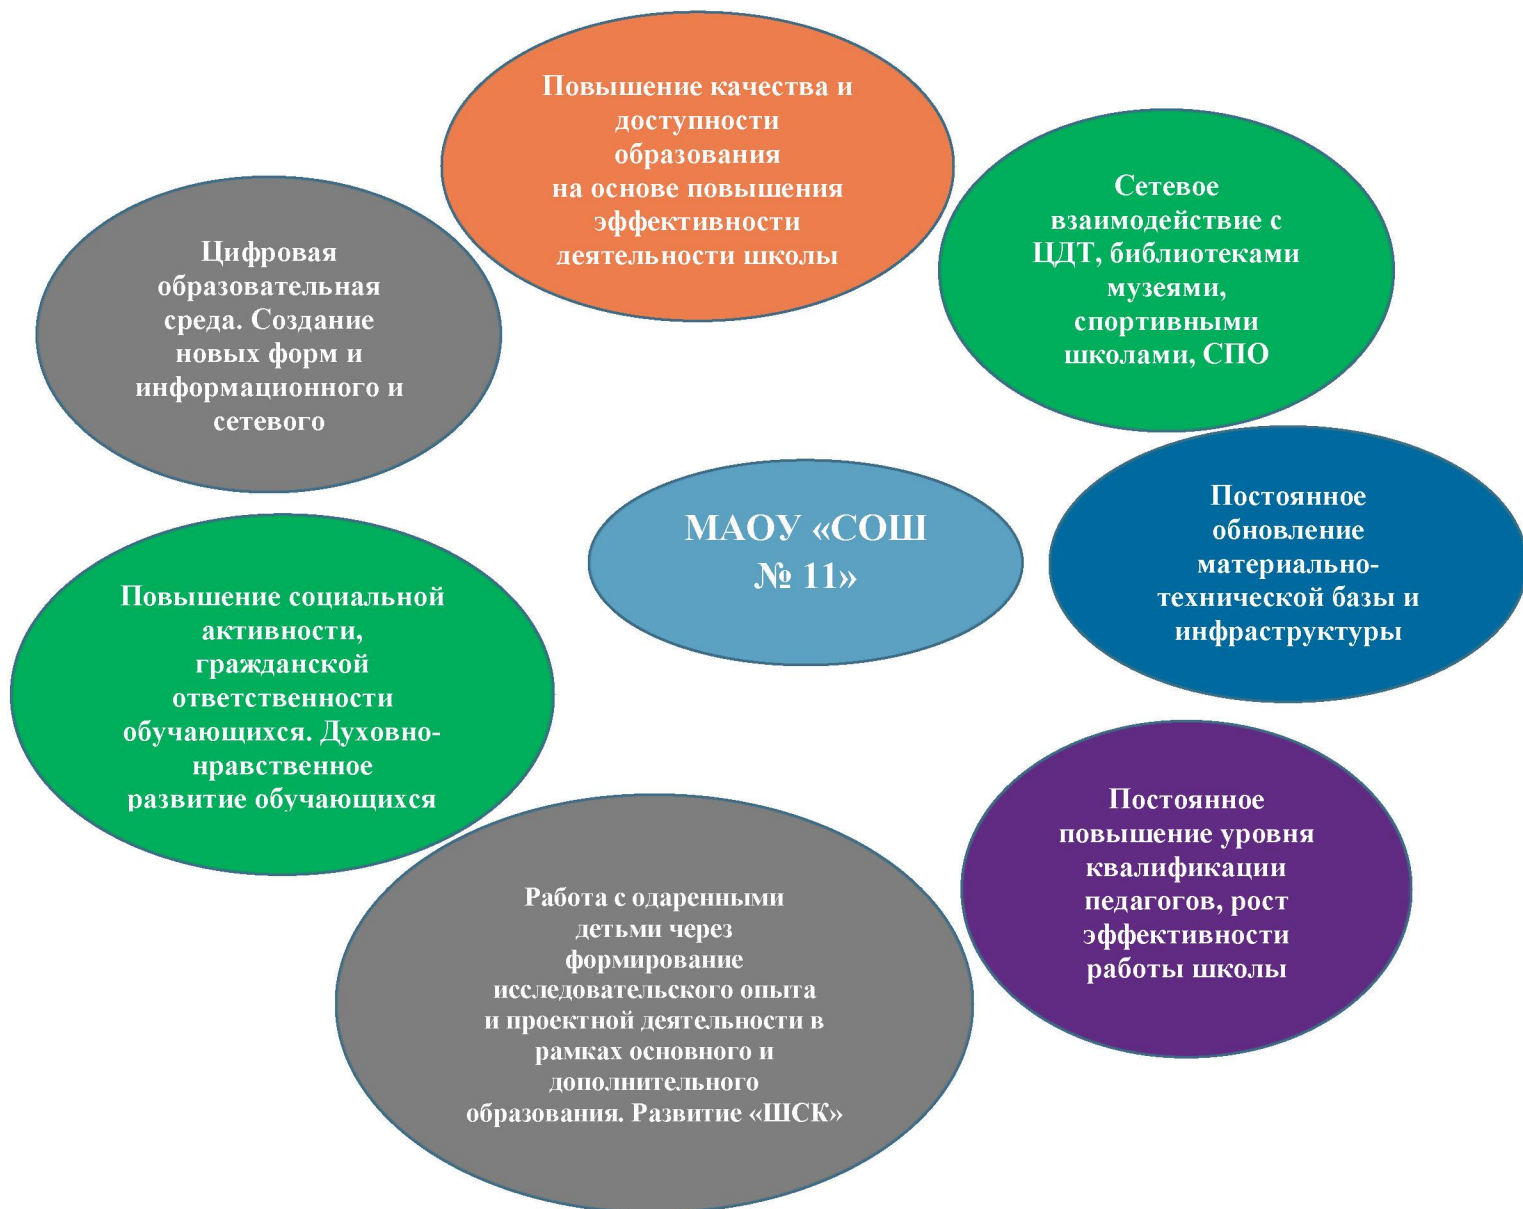 Повышение качества и
доступности
образования
на основе повышения
эффективности
деятельности школы
Сетевое
взаимодействие с
ЦДТ, библиотеками
музеями,
спортивными
школами, СПО
Цифровая
образовательная
среда. Создание
новых форм и
информационного и
сетевого
МАОУ «СОШ
№ 11»
Постоянное
обновление
материально-
технической базы и
инфраструктуры
Повышение социальной
активности,
гражданской
ответственности
обучающихся. Духовно-
нравственное
развитие обучающихся
Постоянное
повышение уровня
квалификации
педагогов, рост
эффективности
работы школы
Работа с одаренными
детьми через
формирование
исследовательского опыта
и проектной деятельности в
рамках основного и
дополнительного
образования. Развитие «ШСК»